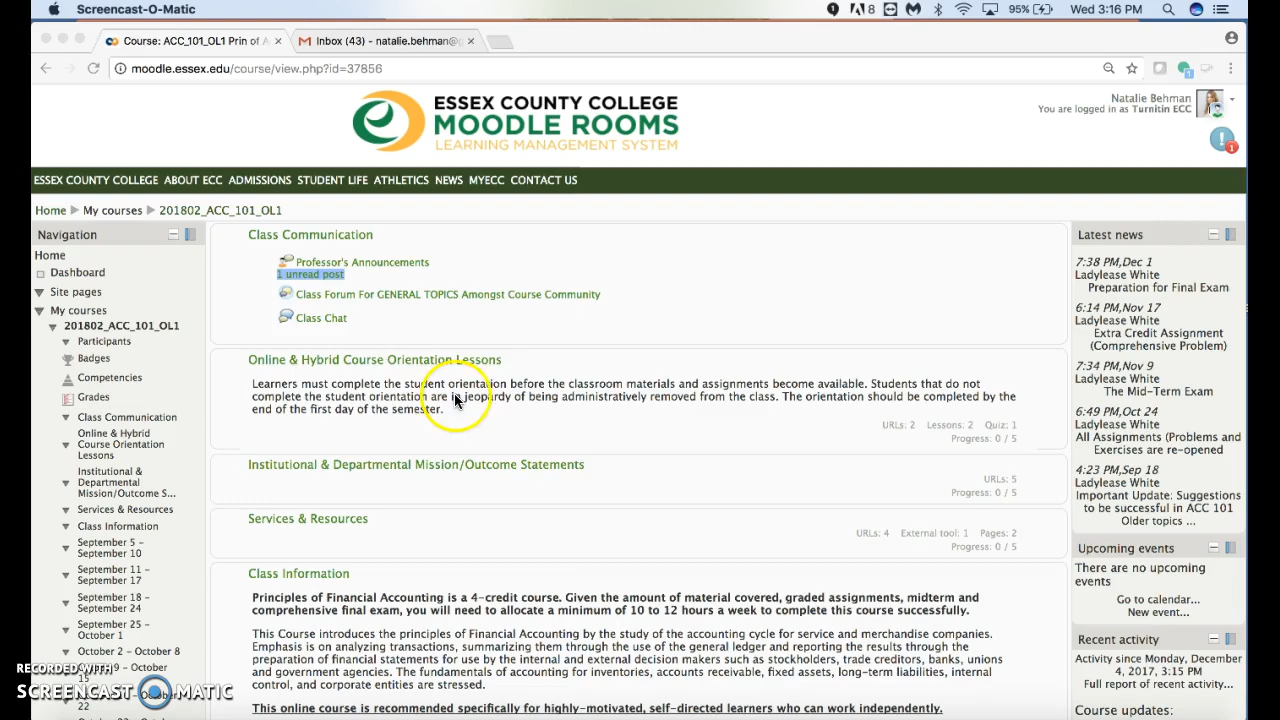 Screencast-O-Matic
8
95%
Wed 3:16 PM
Course: ACC_101_OL1 Prin of A
Inbox (43) - natalie.behman@
moodle.essex.edu/course/view.php?id=37856
ESSEX COUNTY COLLEGE
MOODLE ROOMS
LEARNING MANAGEMENT SYSTEM
Natalie Behman
You are logged in as Turnitin ECC
1
1
ESSEX COUNTY COLLEGE ABOUT ECC ADMISSIONS STUDENT LIFE ATHLETICS NEWS MYECC CONTACT US
Home My courses 201802_ACC_101_OL1
Navigation
Home
Dashboard
Site pages
My courses
201802_ACC_101_OL1
Participants
Badges
Competencies
Grades
Class Communication
Online & Hybrid
Course Orientation
Lessons
Institutional &
Departmental
Mission/Outcome S...
Services & Resources
Class Information
September 5 -
September 10
September 11 -
September 17
September 18 -
September 24
September 25 -
October 1
October 2 - October 8
9 - October
15
22
Class Communication
Professor's Announcements
1 unread post
Class Forum For GENERAL TOPICS Amongst Course Community
Class Chat
Online & Hybrid Course Orientation Lessons
Learners must complete the student orientation before the classroom materials and assignments become available. Students that do not
complete the student orientation are in jeopardy of being administratively removed from the class. The orientation should be completed by the
end of the first day of the semester.
URLs: 2 Lessons: 2 Quiz: 1
Progress: 0 / 5
Institutional & Departmental Mission/Outcome Statements
URLs: 5
Progress: 0 / 5
Services & Resources
URLs: 4 External tool: 1 Pages: 2
Progress: 0 / 5
Class Information
Principles of Financial Accounting is a 4-credit course. Given the amount of material covered, graded assignments, midterm and
comprehensive final exam, you will need to allocate a minimum of 10 to 12 hours a week to complete this course successfully.
This Course introduces the principles of Financial Accounting by the study of the accounting cycle for service and merchandise companies.
Emphasis is on analyzing transactions, summarizing them through the use of the general ledger and reporting the results through the
preparation of financial statements for use by the internal and external decision makers such as stockholders, trade creditors, banks, unions
and government agencies. The fundamentals of accounting for inventories, accounts receivable, fixed assets, long-term liabilities, internal
control, and corporate entities are stressed.
This online course is recommended specifically for highly-motivated, self-directed learners who can work independently.
Latest news
7:38 PM,Dec 1
Ladylease White
Preparation for Final Exam
6:14 PM,Nov 17
Ladylease White
Extra Credit Assignment
(Comprehensive Problem)
7:34 PM,Nov 9
Ladylease White
The Mid-Term Exam
6:49 PM,Oct 24
Ladylease White
All Assignments (Problems and
Exercises are re-opened
4:23 PM,Sep 18
Ladylease White
Important Update: Suggestions
to be successful in ACC 101
Older topics ...
Upcoming events
There are no upcoming
events
Go to calendar...
New event...
Recent activity
Activity since Monday, December
4, 2017, 3:15 PM
Full report of recent activity...
Course updates:
RECORDED WITH
SCREENCAST-O-MATIC